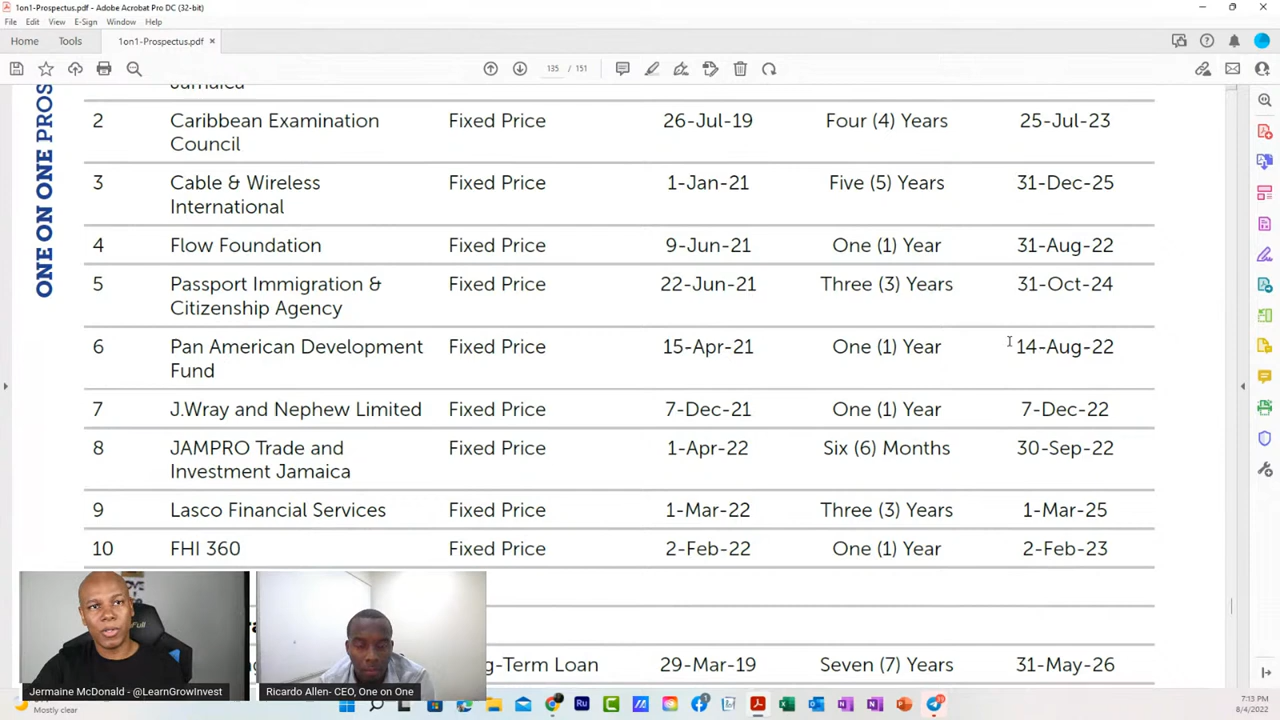 1on1-Prospectus.pdf - Adobe Acrobat Pro DC (32-bit)
File Edit View E-Sign Window Help
Home Tools 1on1-Prospectus.pdf ×
135 / 151
ONE ON ONE PROS
Jamaica
2 Caribbean Examination Fixed Price 26-Jul-19 Four (4) Years 25-Jul-23
Council
3 Cable & Wireless Fixed Price 1-Jan-21 Five (5) Years 31-Dec-25
International
4 Flow Foundation Fixed Price 9-Jun-21 One (1) Year 31-Aug-22
5 Passport Immigration & Fixed Price 22-Jun-21 Three (3) Years 31-Oct-24
Citizenship Agency
6 Pan American Development Fixed Price 15-Apr-21 One (1) Year 14-Aug-22
Fund
7 J.Wray and Nephew Limited Fixed Price 7-Dec-21 One (1) Year 7-Dec-22
8 JAMPRO Trade and Fixed Price 1-Apr-22 Six (6) Months 30-Sep-22
Investment Jamaica
9 Lasco Financial Services Fixed Price 1-Mar-22 Three (3) Years 1-Mar-25
10 FHI 360 Fixed Price 2-Feb-22 One (1) Year 2-Feb-23
g-Term Loan 29-Mar-19 Seven (7) Years 31-May-26
Jermaine McDonald - @LearnGrowInvest
Ricardo Allen- CEO, One on One
Mostly clear
Ru
7:13 PM
8/4/2022